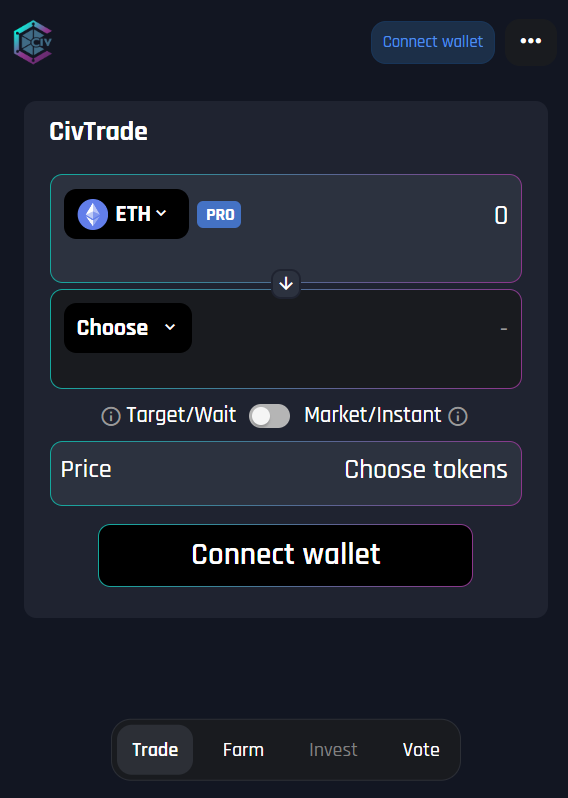 CIV
Connect wallet
CivTrade
ETH PRO 0
Choose -
Target/Wait Market/Instant
Price Choose tokens
Connect wallet
Trade Farm Invest Vote